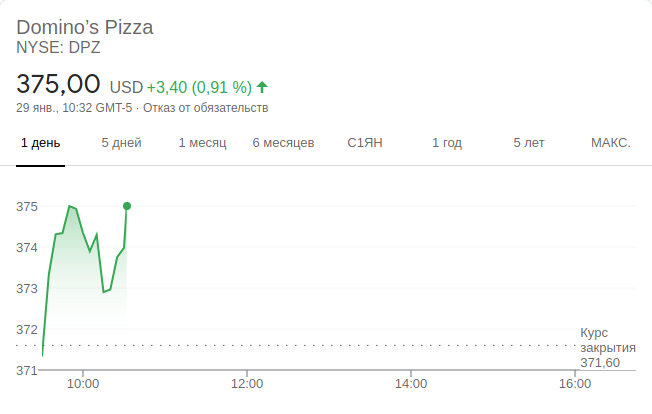 Domino’s Pizza
NYSE: DPZ
375,00 USD +3,40 (0,91 %)
29 янв., 10:32 GMT-5 · Отказ от обязательств
1 день 5 дней 1 месяц 6 месяцев С1ЯН 1 год 5 лет МАКС.
375
374
373
372
Курс
закрытия
371,60
371
10:00 12:00 14:00 16:00